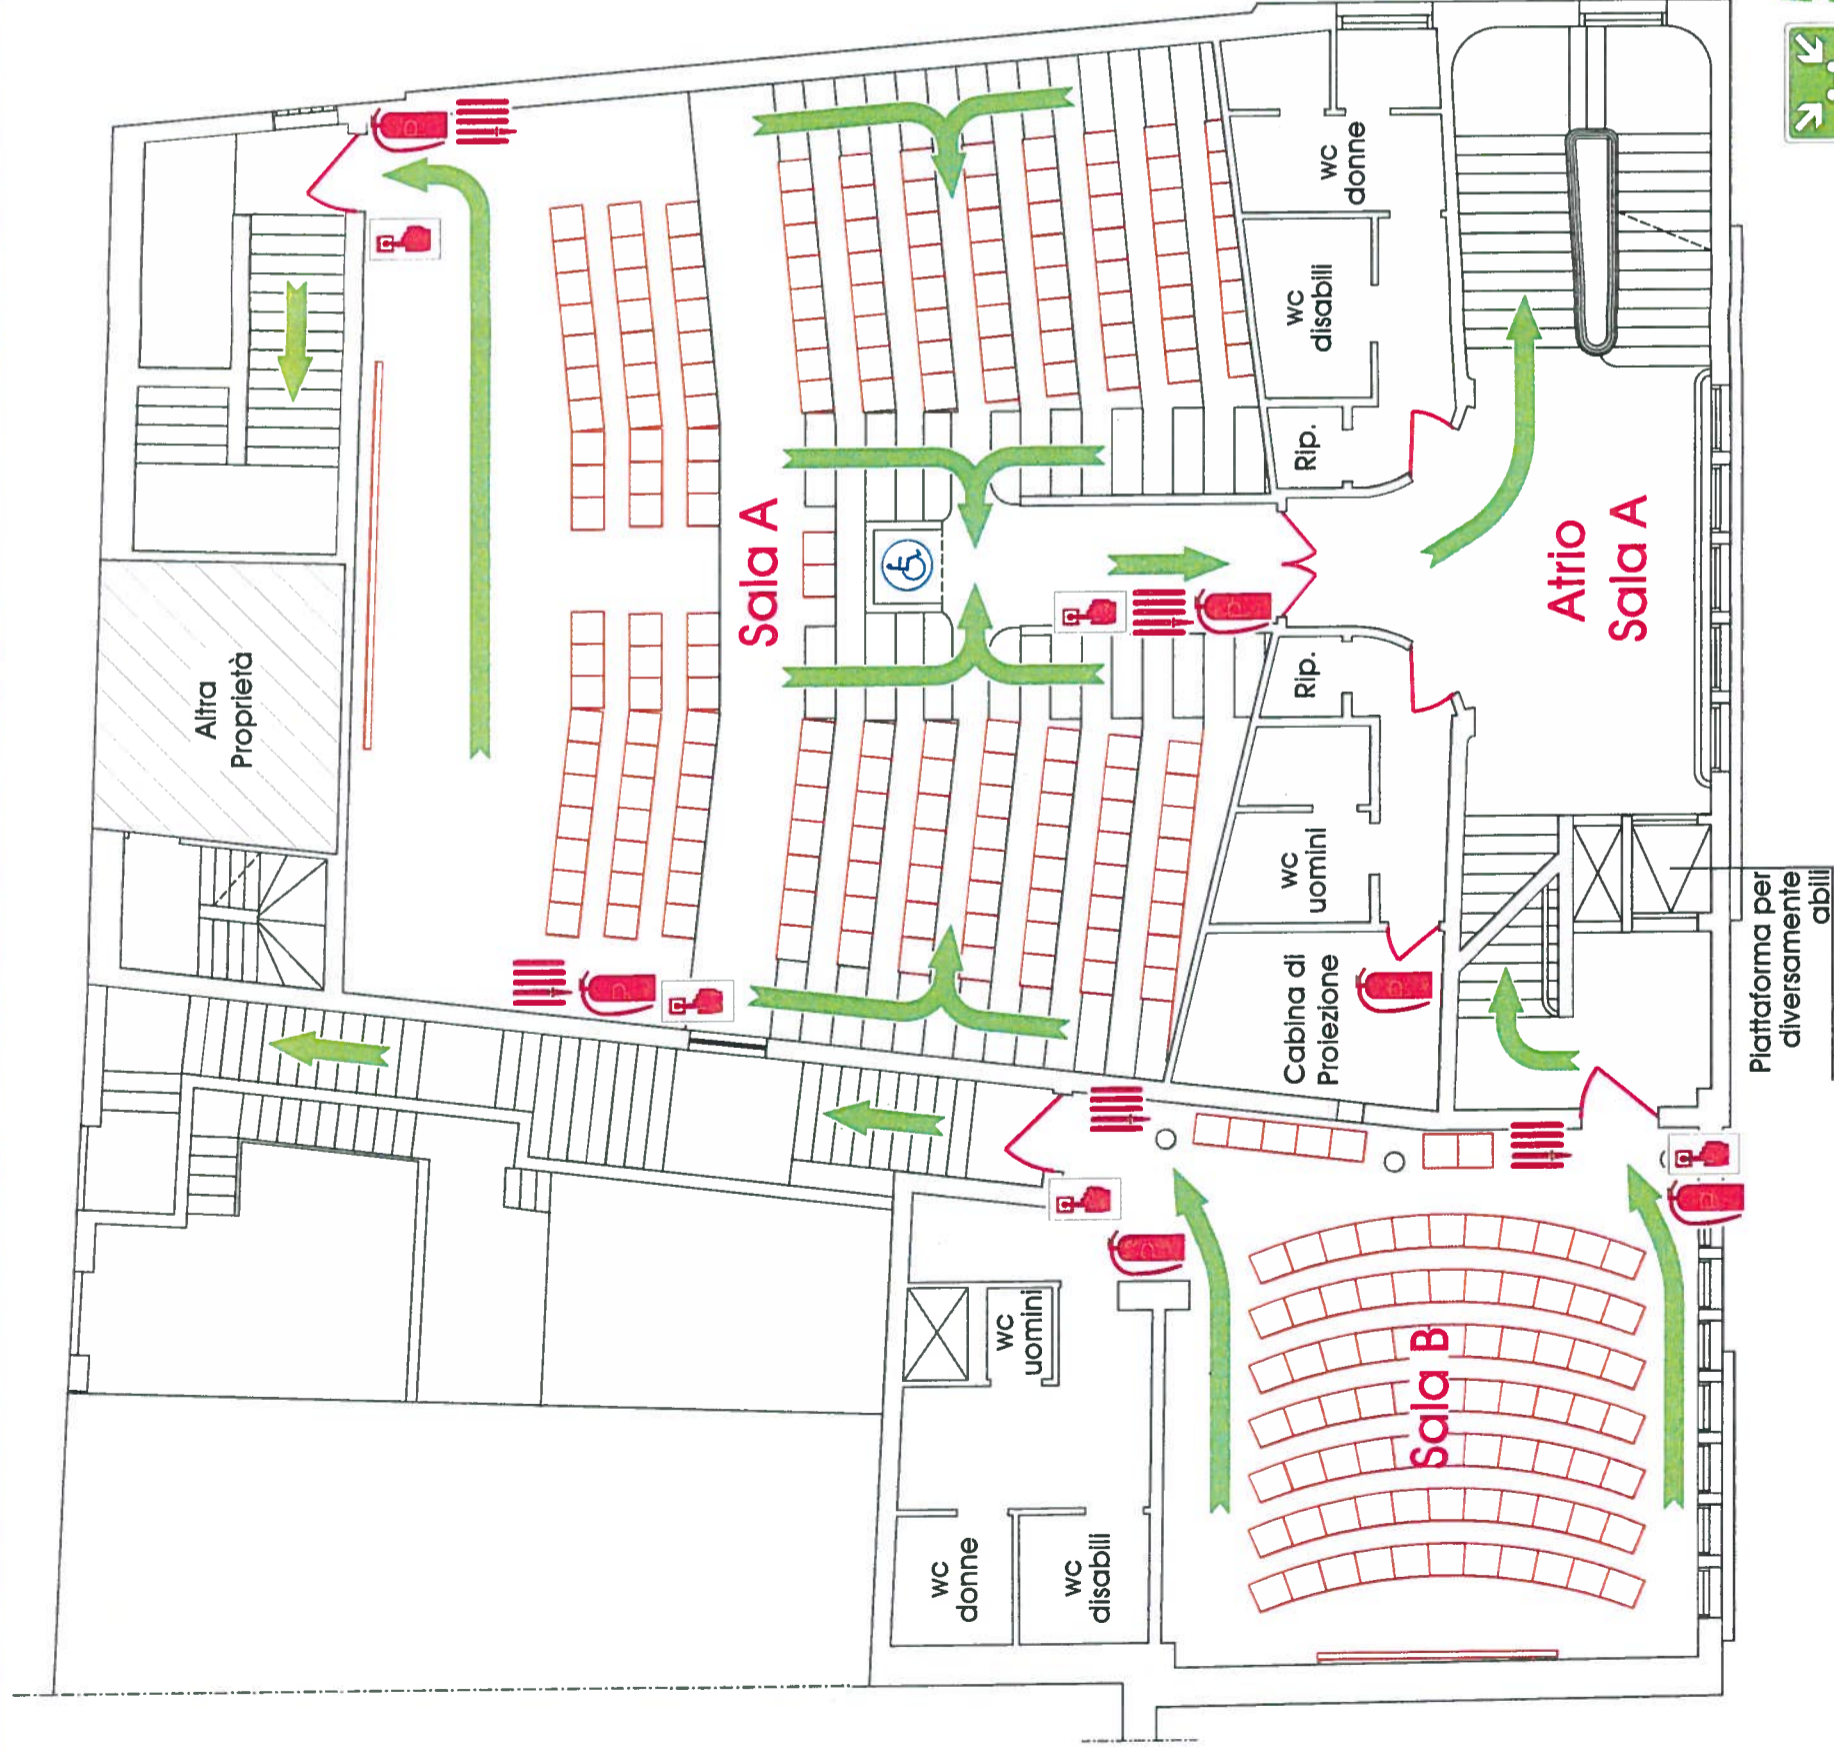 Altra
Proprietà
Sala A
wc
donne
wc
disabili
Rip.
Rip.
wc
uomini
Cabina di
Proiezione
Atrio
Sala A
Piattaforma per
diversamente
abili
wc
uomini
wc
donne
wc
disabili
Sala B